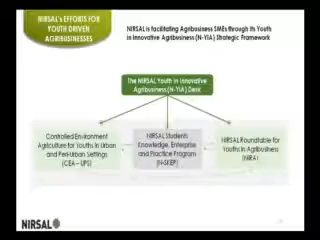 NIRSAL's EFFORTS FOR
YOUTH DRIVEN
AGRIBUSINESSES
NIRSAL is facilitating Agribusiness SMEs through its Youth
in Innovative Agribusiness (N-YIA) Strategic Framework
The NIRSAL Youth in Innovative
Agribusiness (N-YIA) Desk
Controlled Environment
Agriculture for Youths in Urban
and Peri-Urban Settings
(CEA – UPS)
NIRSAL Students
Knowledge, Enterprise
and Practice Program
(N-SKEP)
NIRSAL Roundtable for
Youths in Agribusiness
NIRSAL